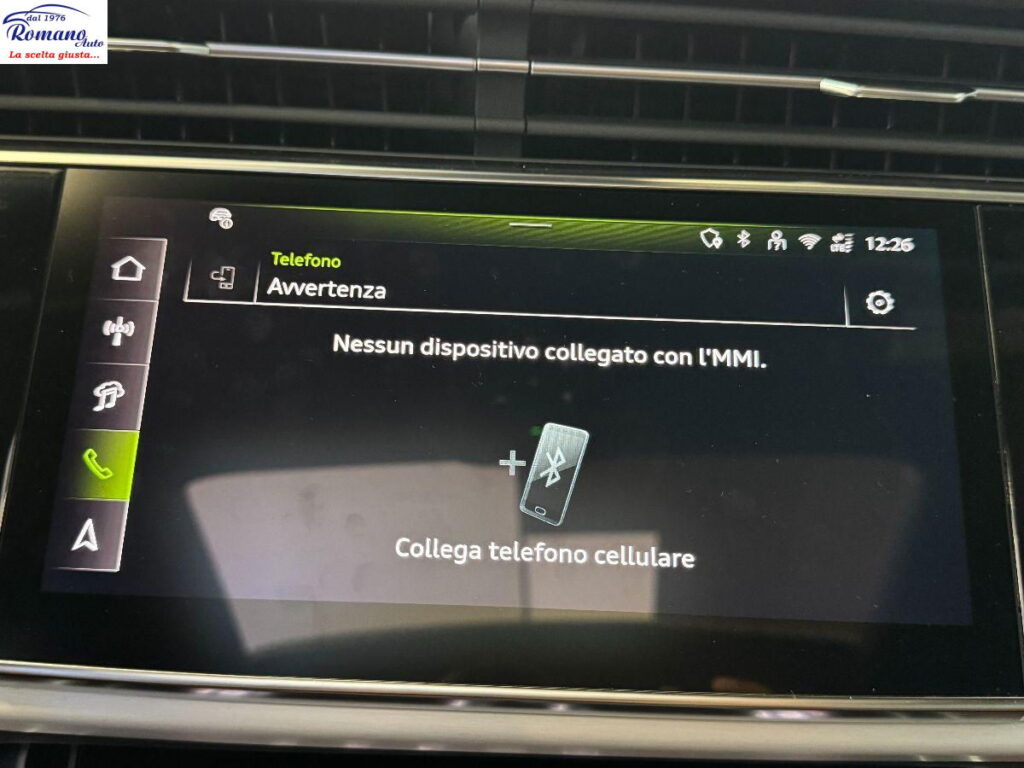 dal 1976
Romano Auto
La scelta giusta...
12:26
Telefono
Avvertenza
Nessun dispositivo collegato con l'MMI.
Collega telefono cellulare